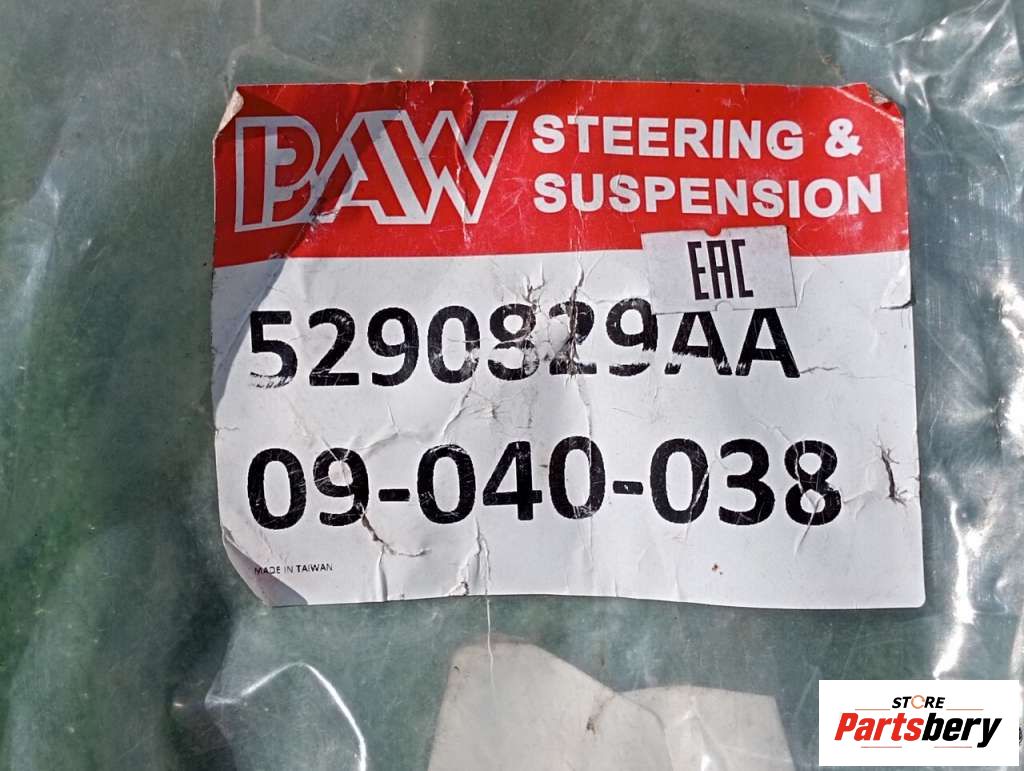 BAW
STEERING &
SUSPENSION
EAC
5290829AA
09-040-038
MADE IN TAIWAN
STORE
Partsbery